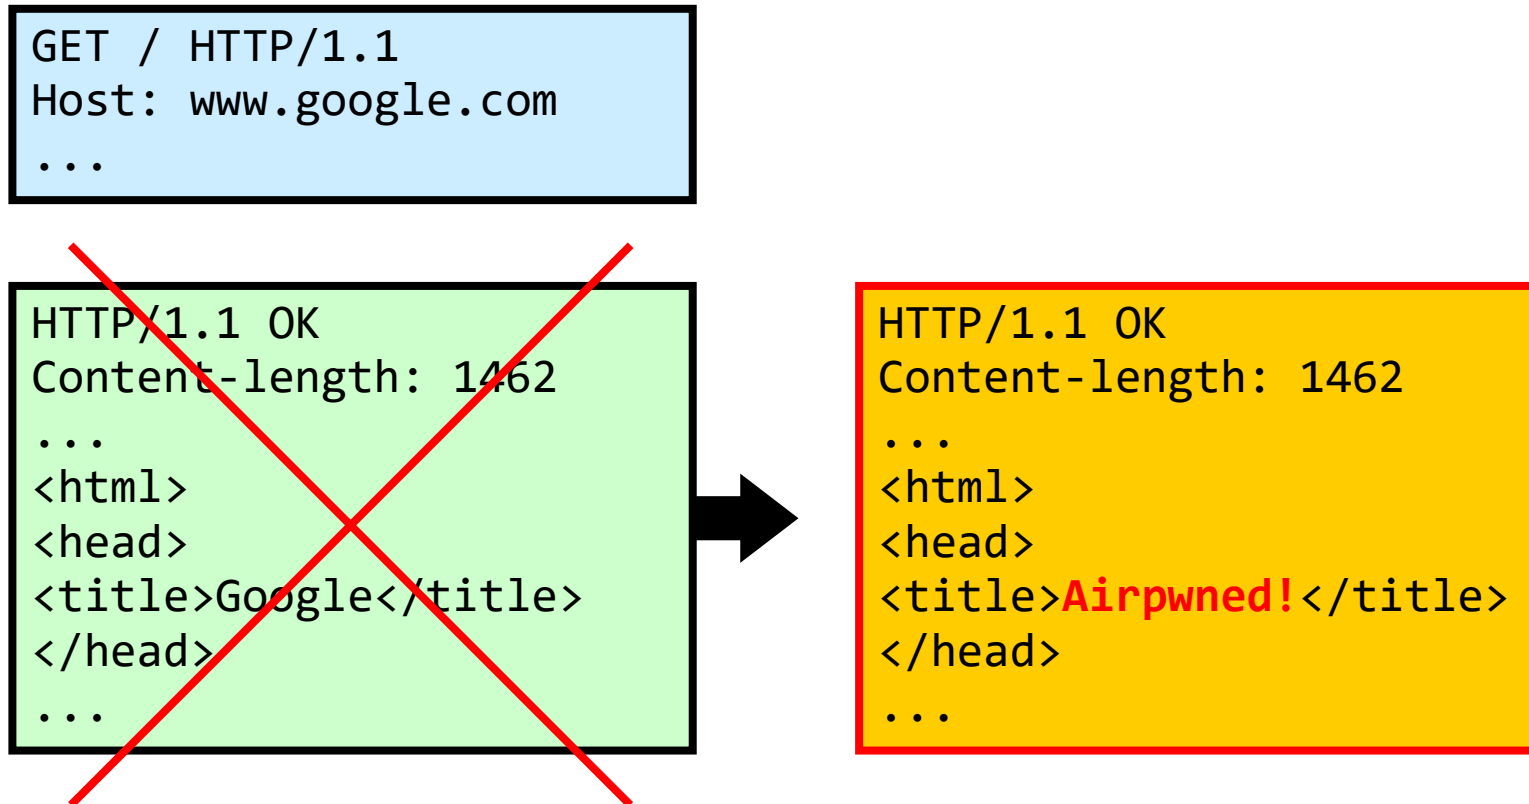 GET / HTTP/1.1
Host: www.google.com
...
HTTP/1.1 OK
Content-length: 1462
...
<html>
<head>
<title>Google</title>
</head>
...
HTTP/1.1 OK
Content-length: 1462
...
<html>
<head>
<title>Airpwned!</title>
</head>
...